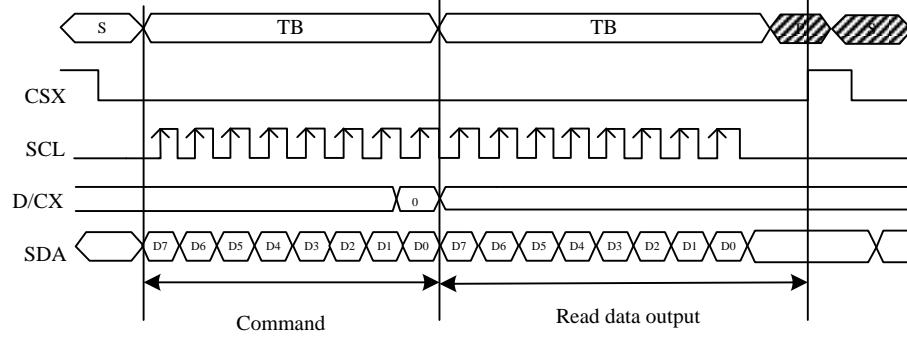 S TB TB P S
CSX
SCL
D/CX 0
SDA D7 D6 D5 D4 D3 D2 D1 D0 D7 D6 D5 D4 D3 D2 D1 D0
Command Read data output